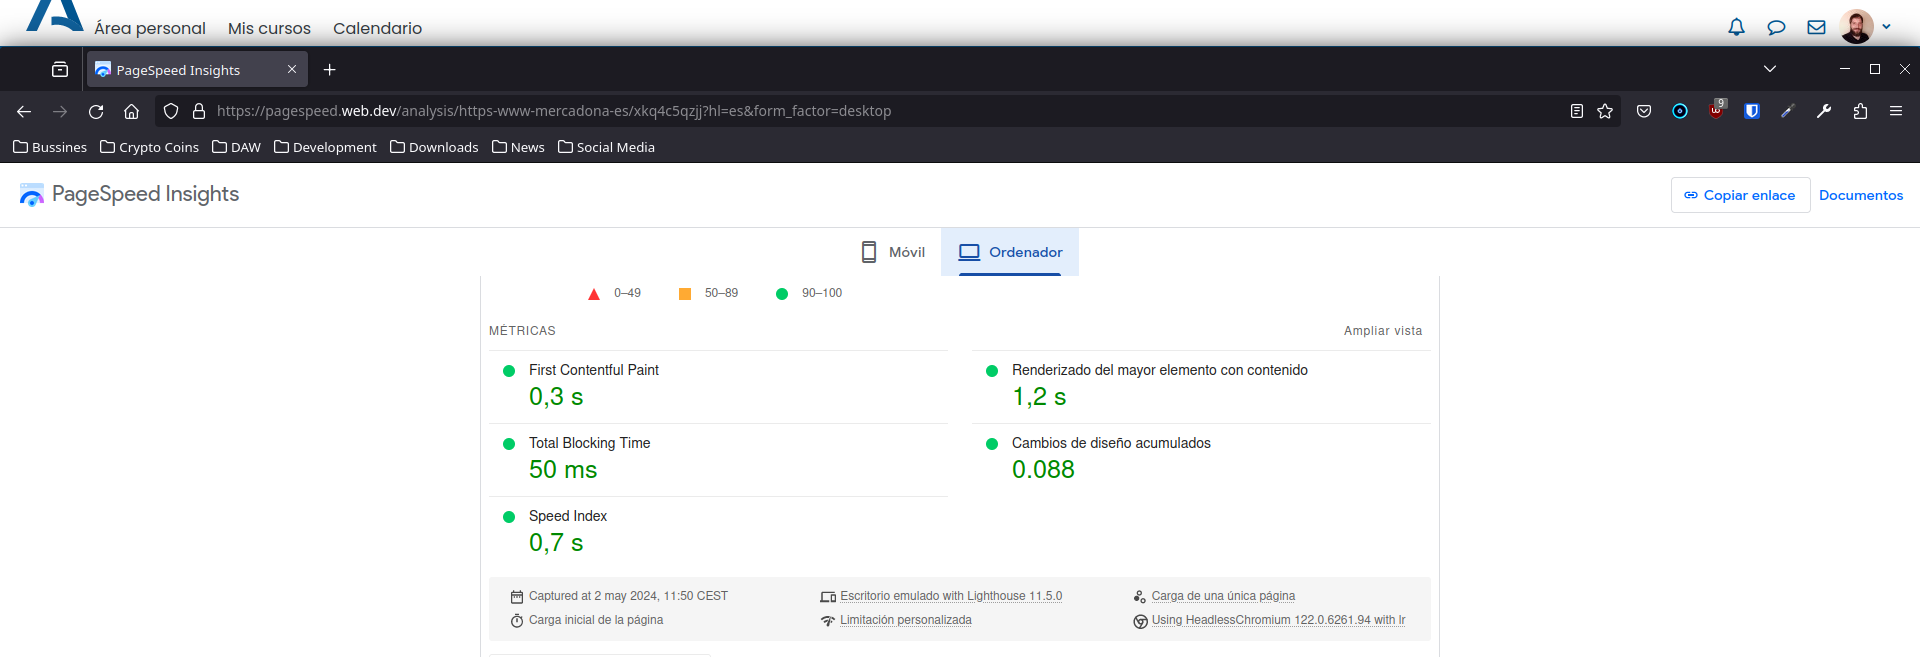 Área personal Mis cursos Calendario
PageSpeed Insights
https://pagespeed.web.dev/analysis/https-www-mercadona-es/xkq4c5qzjj?hl=es&form_factor=desktop
9
Bussines Crypto Coins DAW Development Downloads News Social Media
PageSpeed Insights
Copiar enlace Documentos
Móvil Ordenador
0–49 50–89 90–100
MÉTRICAS Ampliar vista
First Contentful Paint
0,3 s
Renderizado del mayor elemento con contenido
1,2 s
Total Blocking Time
50 ms
Cambios de diseño acumulados
0.088
Speed Index
0,7 s
Captured at 2 may 2024, 11:50 CEST
Escritorio emulado with Lighthouse 11.5.0
Carga de una única página
Carga inicial de la página
Limitación personalizada
Using HeadlessChromium 122.0.6261.94 with lr